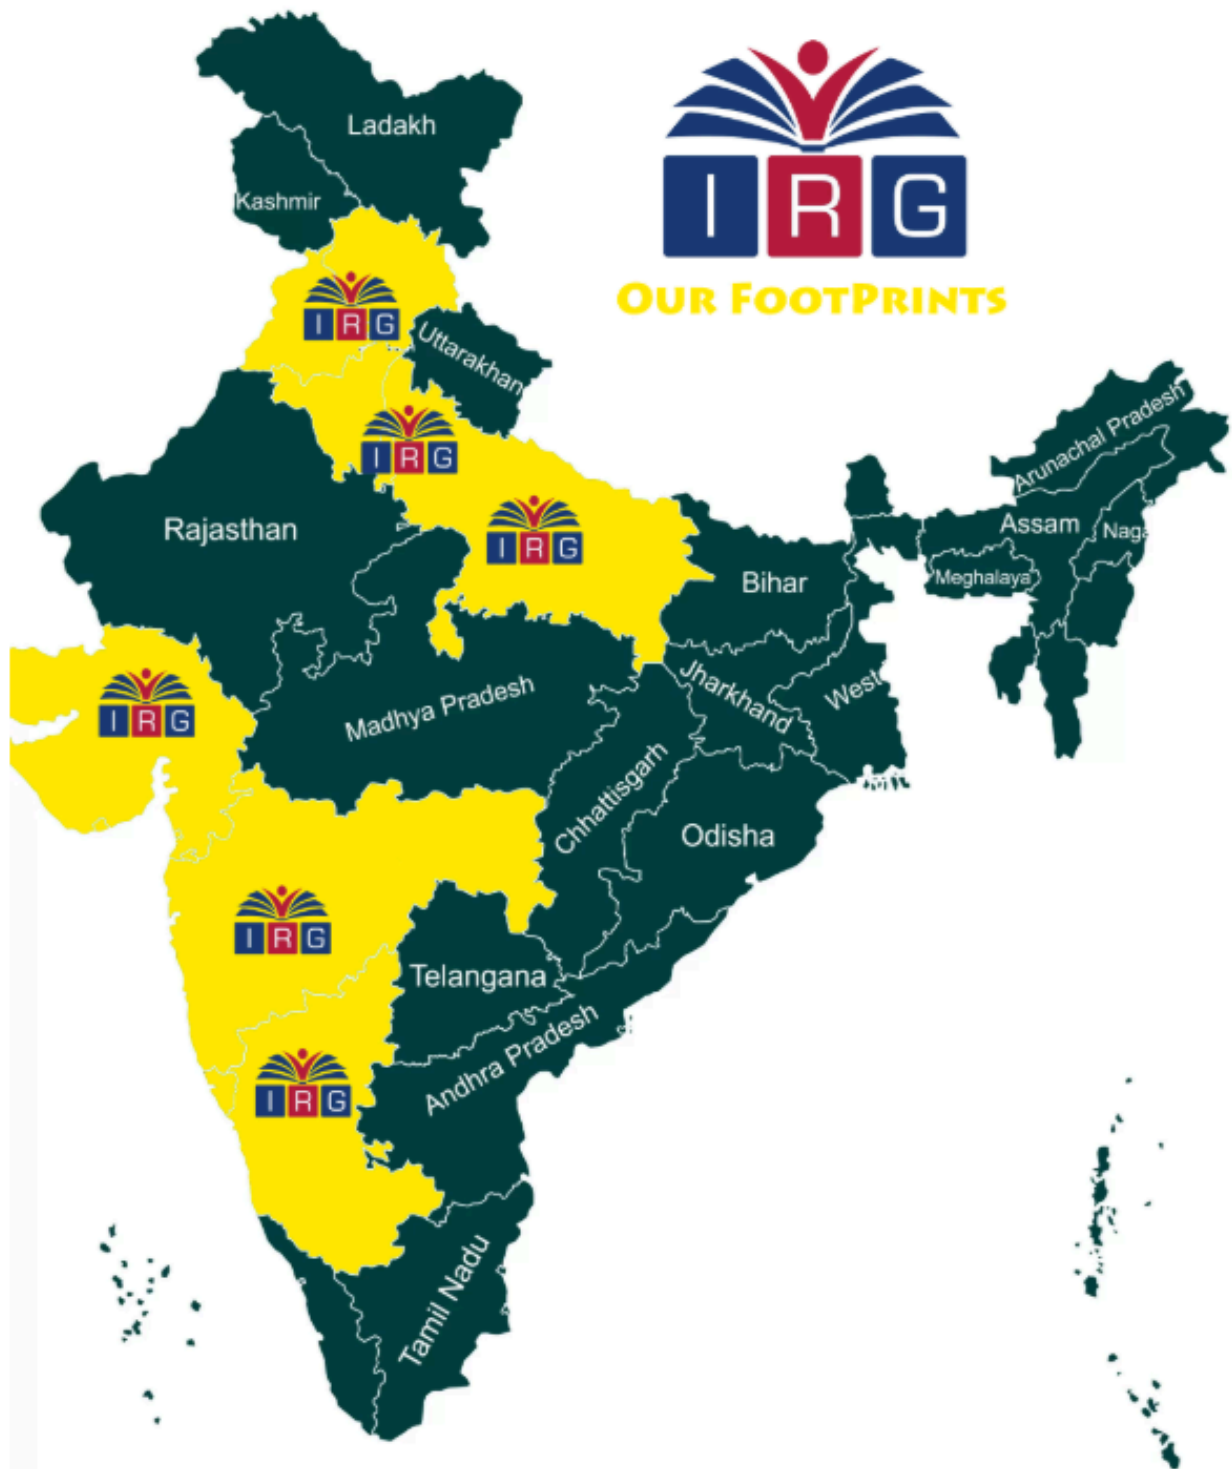 Ladakh
IRG
Kashmir
OUR FOOTPRINTS
IRG
Uttarakhan
Arunachal Pradesh
IRG
Rajasthan
IRG
Assam
Naga
Bihar
Meghalaya
Jharkhand
West
IRG
Madhya Pradesh
Chhattisgarh
Odisha
IRG
Telangana
Andhra Pradesh
IRG
Tamil Nadu